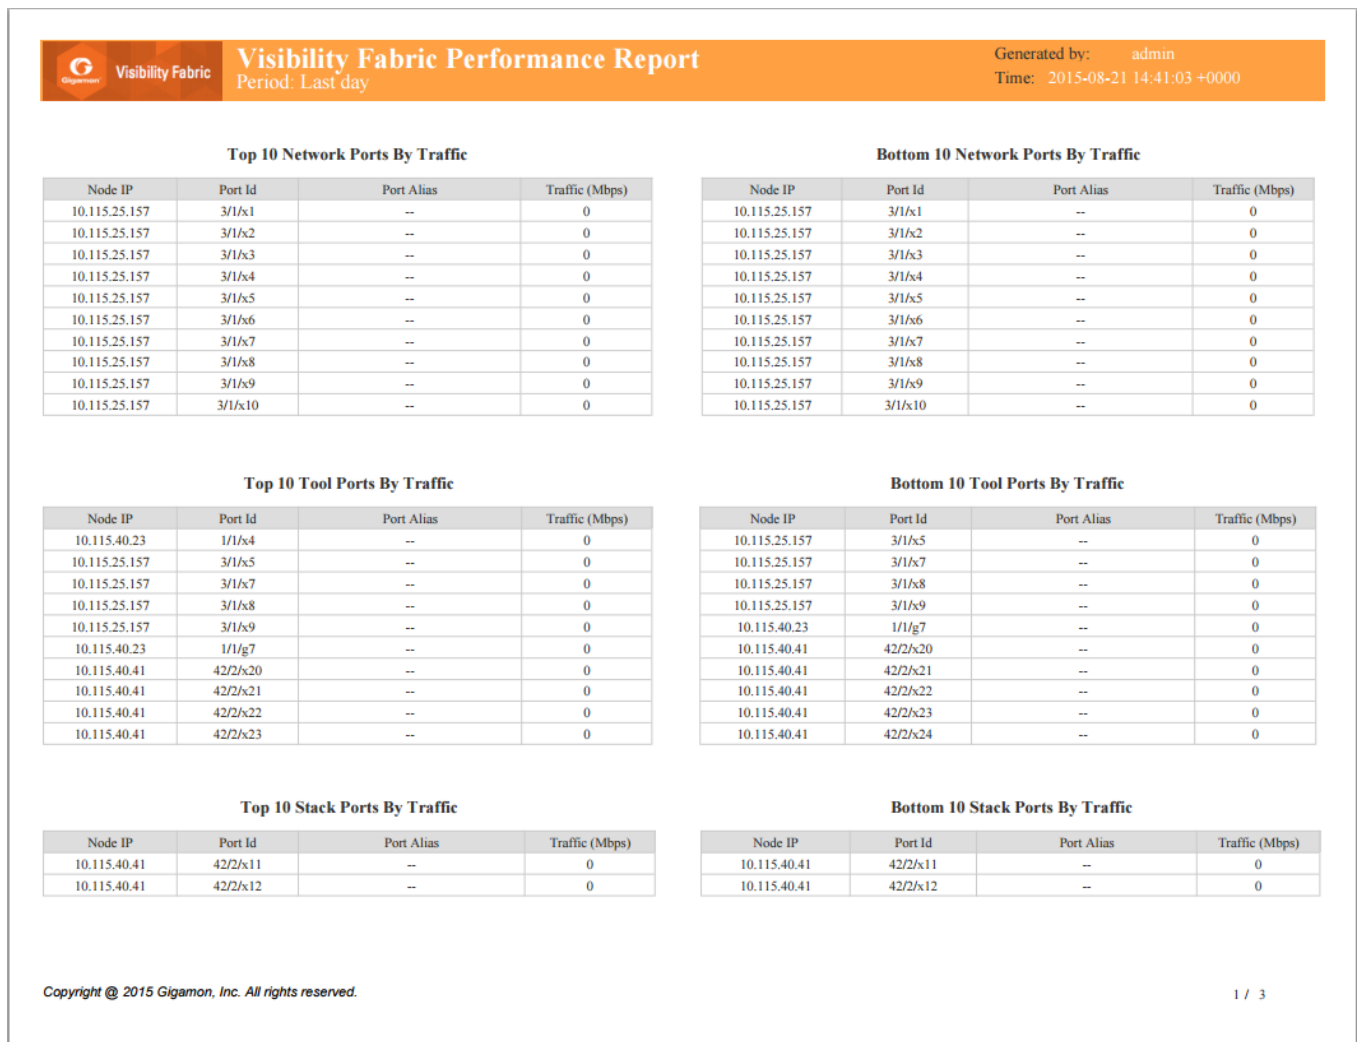 G
Gigamon
Visibility Fabric
Visibility Fabric Performance Report
Period: Last day
Generated by: admin
Time: 2015-08-21 14:41:03 +0000
Top 10 Network Ports By Traffic
Node IP Port Id Port Alias Traffic (Mbps)
10.115.25.157 3/1/x1 -- 0
10.115.25.157 3/1/x2 -- 0
10.115.25.157 3/1/x3 -- 0
10.115.25.157 3/1/x4 -- 0
10.115.25.157 3/1/x5 -- 0
10.115.25.157 3/1/x6 -- 0
10.115.25.157 3/1/x7 -- 0
10.115.25.157 3/1/x8 -- 0
10.115.25.157 3/1/x9 -- 0
10.115.25.157 3/1/x10 -- 0
Bottom 10 Network Ports By Traffic
Node IP Port Id Port Alias Traffic (Mbps)
10.115.25.157 3/1/x1 -- 0
10.115.25.157 3/1/x2 -- 0
10.115.25.157 3/1/x3 -- 0
10.115.25.157 3/1/x4 -- 0
10.115.25.157 3/1/x5 -- 0
10.115.25.157 3/1/x6 -- 0
10.115.25.157 3/1/x7 -- 0
10.115.25.157 3/1/x8 -- 0
10.115.25.157 3/1/x9 -- 0
10.115.25.157 3/1/x10 -- 0
Top 10 Tool Ports By Traffic
Node IP Port Id Port Alias Traffic (Mbps)
10.115.40.23 1/1/x4 -- 0
10.115.25.157 3/1/x5 -- 0
10.115.25.157 3/1/x7 -- 0
10.115.25.157 3/1/x8 -- 0
10.115.25.157 3/1/x9 -- 0
10.115.40.23 1/1/g7 -- 0
10.115.40.41 42/2/x20 -- 0
10.115.40.41 42/2/x21 -- 0
10.115.40.41 42/2/x22 -- 0
10.115.40.41 42/2/x23 -- 0
Bottom 10 Tool Ports By Traffic
Node IP Port Id Port Alias Traffic (Mbps)
10.115.25.157 3/1/x5 -- 0
10.115.25.157 3/1/x7 -- 0
10.115.25.157 3/1/x8 -- 0
10.115.25.157 3/1/x9 -- 0
10.115.40.23 1/1/g7 -- 0
10.115.40.41 42/2/x20 -- 0
10.115.40.41 42/2/x21 -- 0
10.115.40.41 42/2/x22 -- 0
10.115.40.41 42/2/x23 -- 0
10.115.40.41 42/2/x24 -- 0
Top 10 Stack Ports By Traffic
Node IP Port Id Port Alias Traffic (Mbps)
10.115.40.41 42/2/x11 -- 0
10.115.40.41 42/2/x12 -- 0
Bottom 10 Stack Ports By Traffic
Node IP Port Id Port Alias Traffic (Mbps)
10.115.40.41 42/2/x11 -- 0
10.115.40.41 42/2/x12 -- 0
Copyright @ 2015 Gigamon, Inc. All rights reserved.
1 / 3